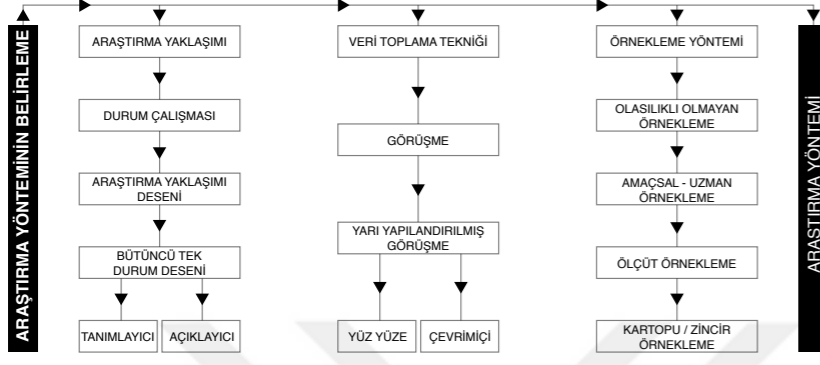 ARAŞTIRMA YÖNTEMİNİN BELİRLEME
ARAŞTIRMA YAKLAŞIMI
DURUM ÇALIŞMASI
ARAŞTIRMA YAKLAŞIMI
DESENİ
BÜTÜNCÜ TEK
DURUM DESENİ
TANIMLAYICI
AÇIKLAYICI
VERİ TOPLAMA TEKNİĞİ
GÖRÜŞME
YARI YAPILANDIRILMIŞ
GÖRÜŞME
YÜZ YÜZE
ÇEVRİMİÇİ
ÖRNEKLEME YÖNTEMİ
OLASILIKLI OLMAYAN
ÖRNEKLEME
AMAÇSAL - UZMAN
ÖRNEKLEME
ÖLÇÜT ÖRNEKLEME
KARTOPU / ZİNCİR
ÖRNEKLEME
ARAŞTIRMA YÖNTEMİ